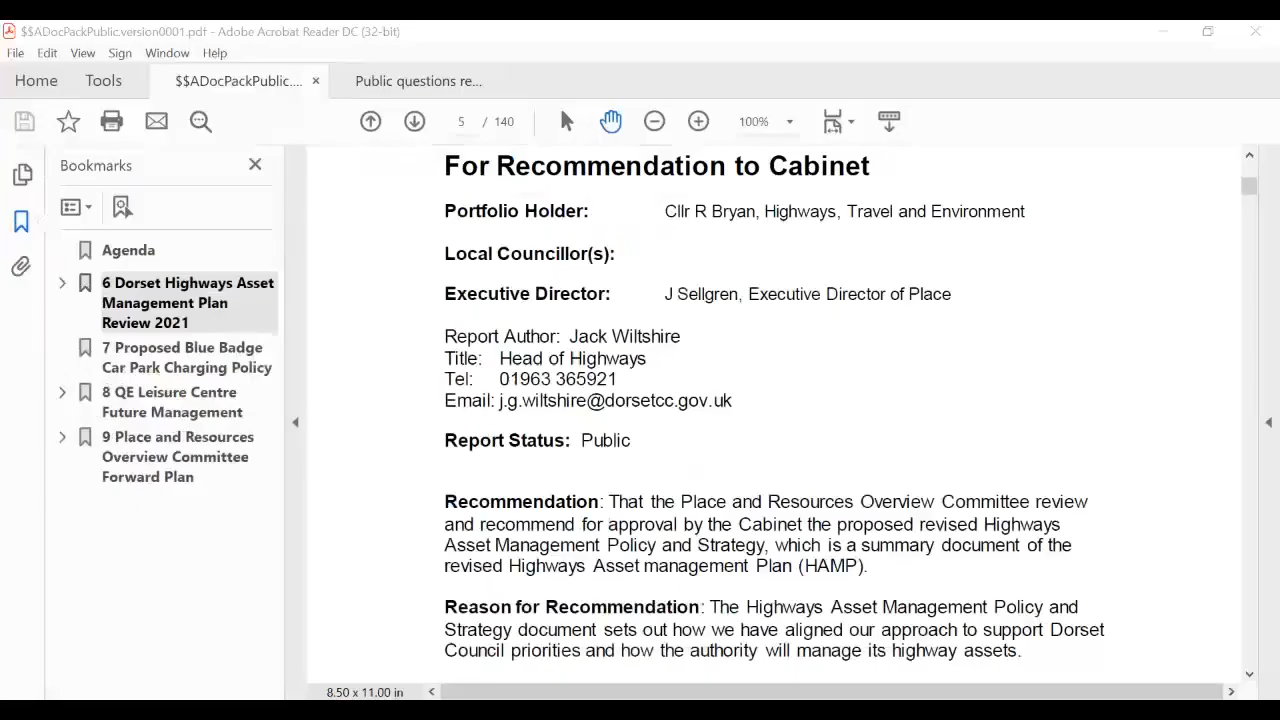 $$ADocPackPublic.version0001.pdf - Adobe Acrobat Reader DC (32-bit)
File Edit View Sign Window Help
Home Tools $$ADocPackPublic.... × Public questions re...
5 / 140 100%
Bookmarks
Agenda
6 Dorset Highways Asset
Management Plan
Review 2021
7 Proposed Blue Badge
Car Park Charging Policy
8 QE Leisure Centre
Future Management
9 Place and Resources
Overview Committee
Forward Plan
For Recommendation to Cabinet
Portfolio Holder: Cllr R Bryan, Highways, Travel and Environment
Local Councillor(s):
Executive Director: J Sellgren, Executive Director of Place
Report Author: Jack Wiltshire
Title: Head of Highways
Tel: 01963 365921
Email: j.g.wiltshire@dorsetcc.gov.uk
Report Status: Public
Recommendation: That the Place and Resources Overview Committee review
and recommend for approval by the Cabinet the proposed revised Highways
Asset Management Policy and Strategy, which is a summary document of the
revised Highways Asset management Plan (HAMP).
Reason for Recommendation: The Highways Asset Management Policy and
Strategy document sets out how we have aligned our approach to support Dorset
Council priorities and how the authority will manage its highway assets.
8.50 x 11.00 in